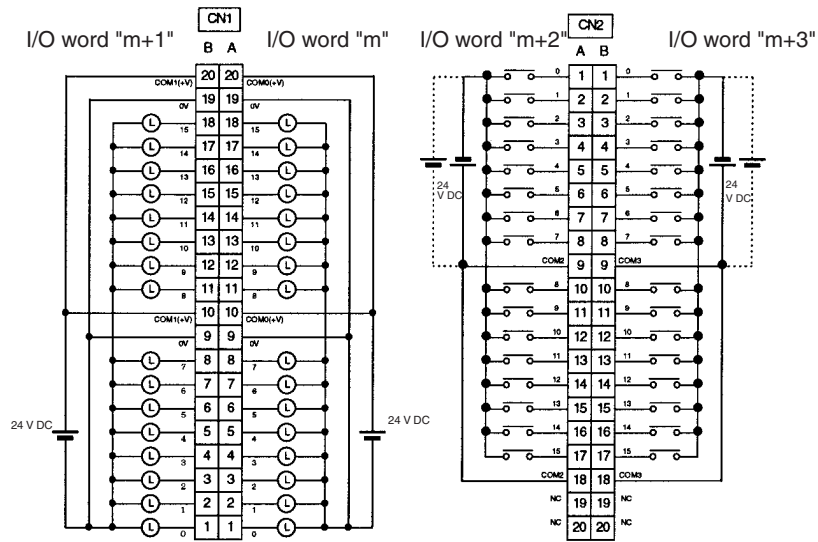 CN1
I/O word "m+1" B A I/O word "m"
20 20
COM1(+V) COM0(+V)
19 19
0V 0V
L 18 18 L
15 15
L 17 17 L
14 14
L 16 16 L
13 13
L 15 15 L
12 12
L 14 14 L
11 11
L 13 13 L
10 10
L 12 12 L
9 9
L 11 11 L
8 8
10 10
COM1(+V) COM0(+V)
9 9
0V 0V
L 8 8 L
7 7
L 7 7 L
6 6
L 6 6 L
5 5
24 V DC L 5 5 L 24 V DC
4 4
L 4 4 L
3 3
L 3 3 L
2 2
L 2 2 L
1 1
L 1 1 L
0 0
CN2
I/O word "m+2" A B I/O word "m+3"
0 1 1 0
1 2 2 1
2 3 3 2
3 4 4 3
4 5 5 4
24
V DC
5 6 6 5
24
V DC
6 7 7 6
7 8 8 7
COM2 9 9 COM3
8 10 10 8
9 11 11 9
10 12 12 10
11 13 13 11
12 14 14 12
13 15 15 13
14 16 16 14
15 17 17 15
COM2 18 18 COM3
NC 19 19 NC
NC 20 20 NC